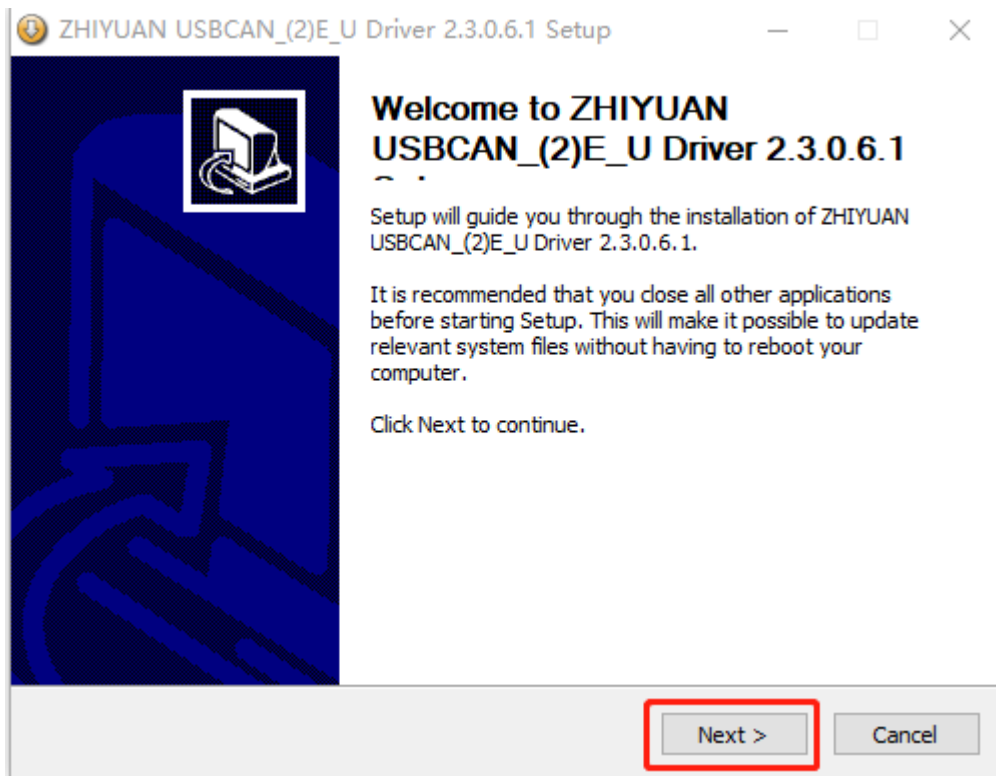 ZHIYUAN USBCAN_(2)E_U Driver 2.3.0.6.1 Setup
Welcome to ZHIYUAN
USBCAN_(2)E_U Driver 2.3.0.6.1
Setup will guide you through the installation of ZHIYUAN
USBCAN_(2)E_U Driver 2.3.0.6.1.
It is recommended that you close all other applications
before starting Setup. This will make it possible to update
relevant system files without having to reboot your
computer.
Click Next to continue.
Next >
Cancel